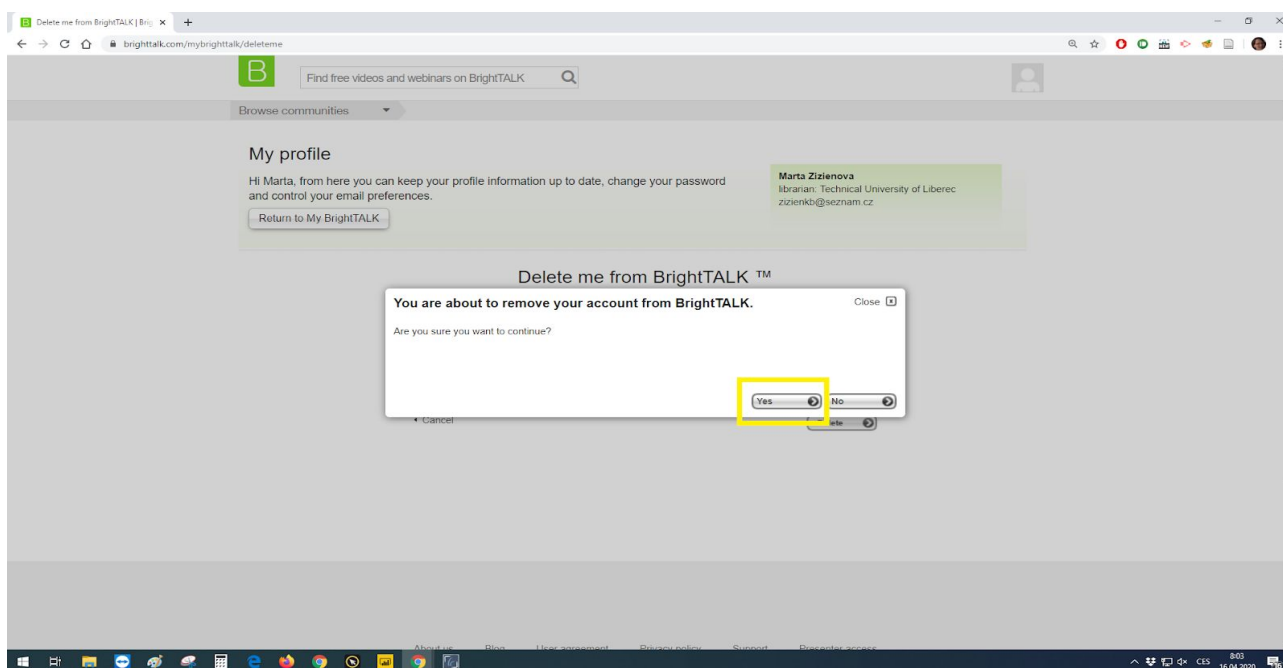 Delete me from BrightTALK | Brig
brighttalk.com/mybrighttalk/deleteme
B
Find free videos and webinars on BrightTALK
Browse communities
My profile
Hi Marta, from here you can keep your profile information up to date, change your password
and control your email preferences.
Return to My BrightTALK
Marta Zizienova
librarian: Technical University of Liberec
zizienkb@seznam.cz
Delete me from BrightTALK ™
You are about to remove your account from BrightTALK.
Close
Are you sure you want to continue?
Yes
No
Cancel
About us Blog User agreement Privacy policy Support Presenter access
CES
8:03
16.04.2020